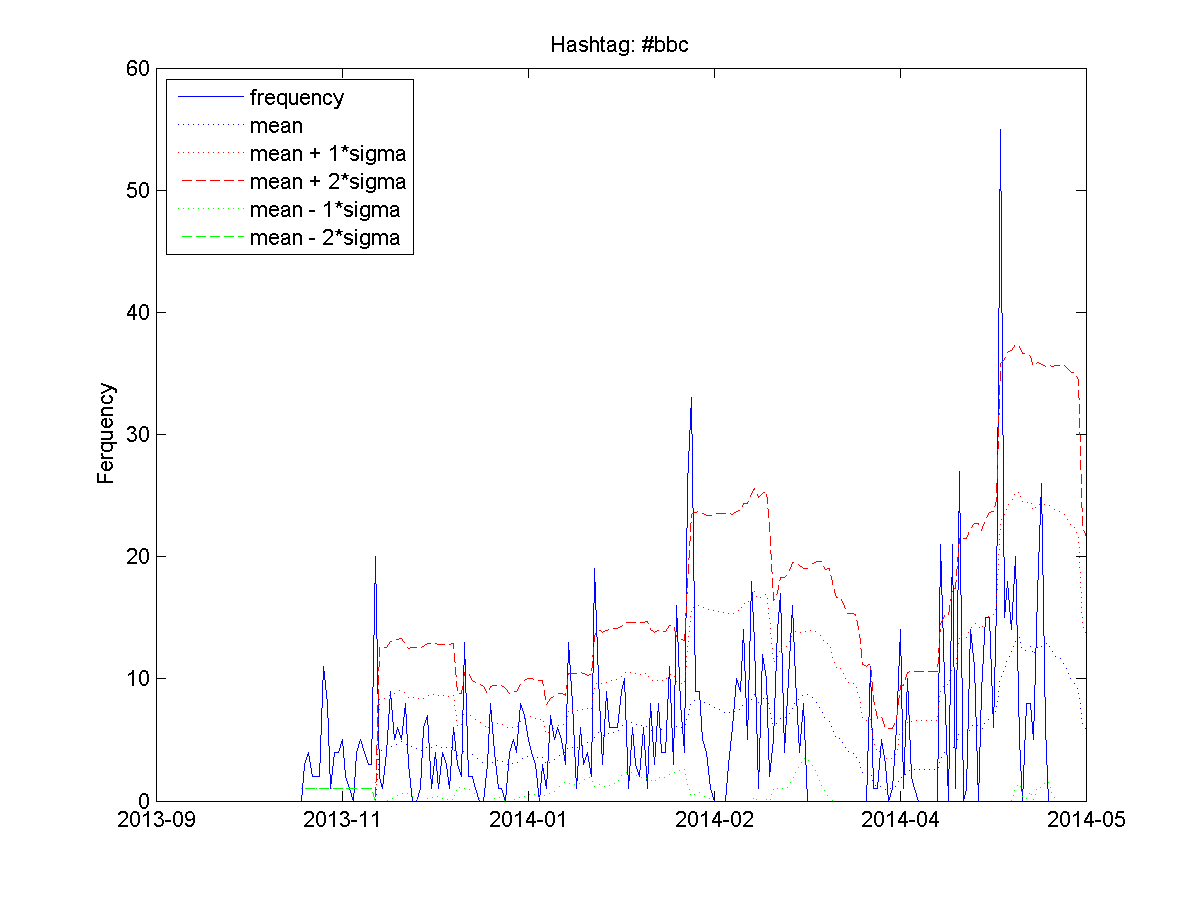 Hashtag: #bbc
60
50
40
30
20
10
0
Ferquency
frequency
mean
mean + 1*sigma
mean + 2*sigma
mean - 1*sigma
mean - 2*sigma
2013-09 2013-11 2014-01 2014-02 2014-04 2014-05